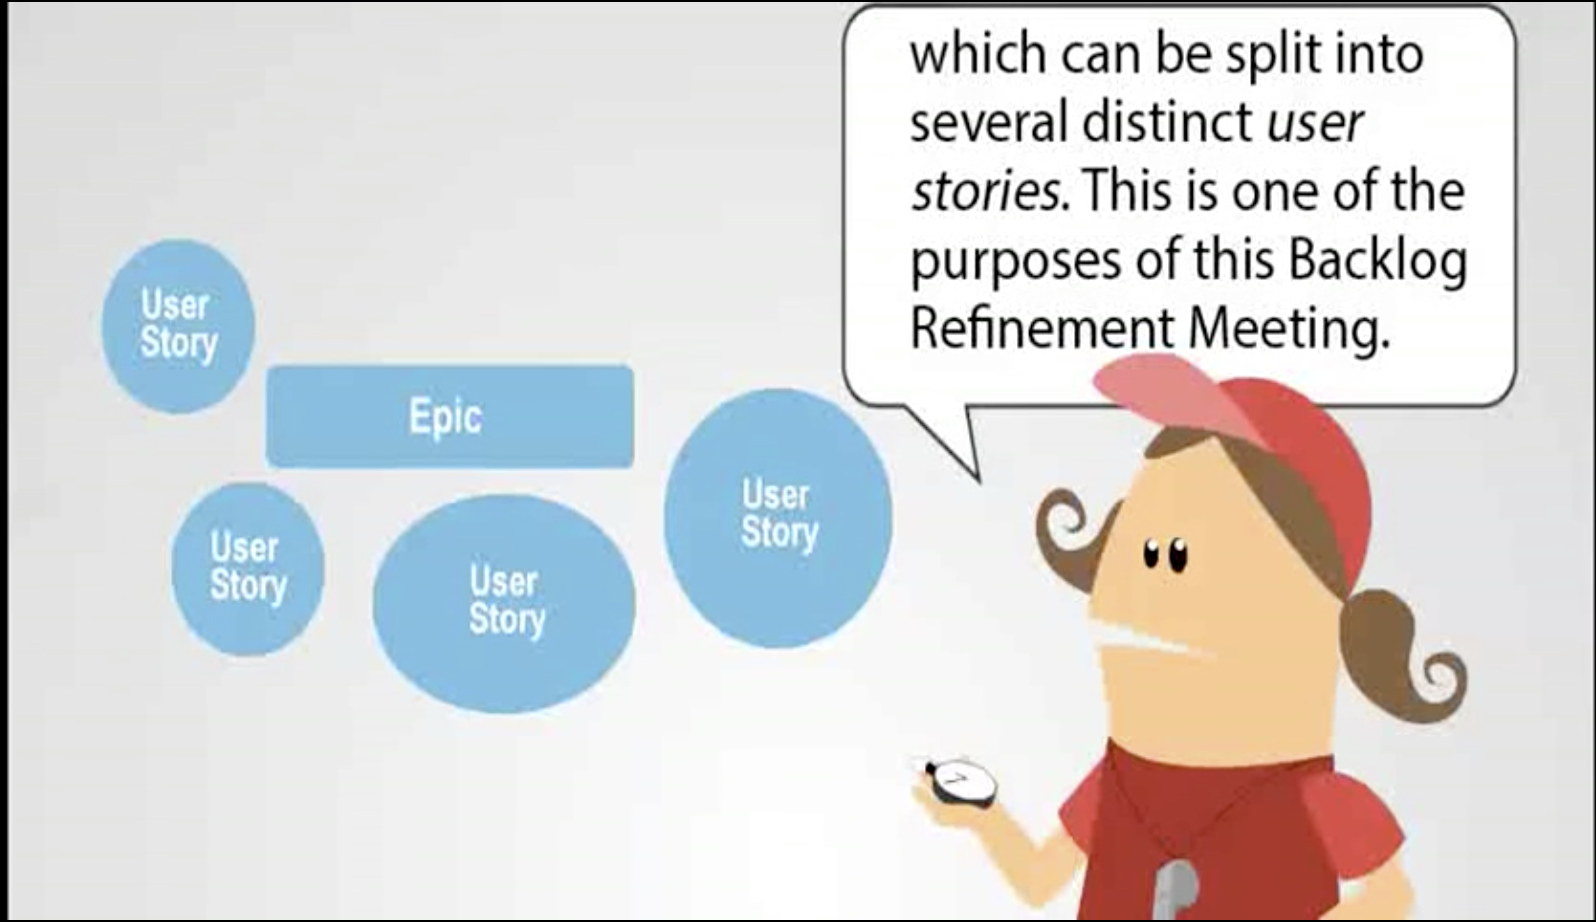 which can be split into
several distinct user
stories. This is one of the
purposes of this Backlog
Refinement Meeting.
User
Story
Epic
User
Story
User
Story
User
Story